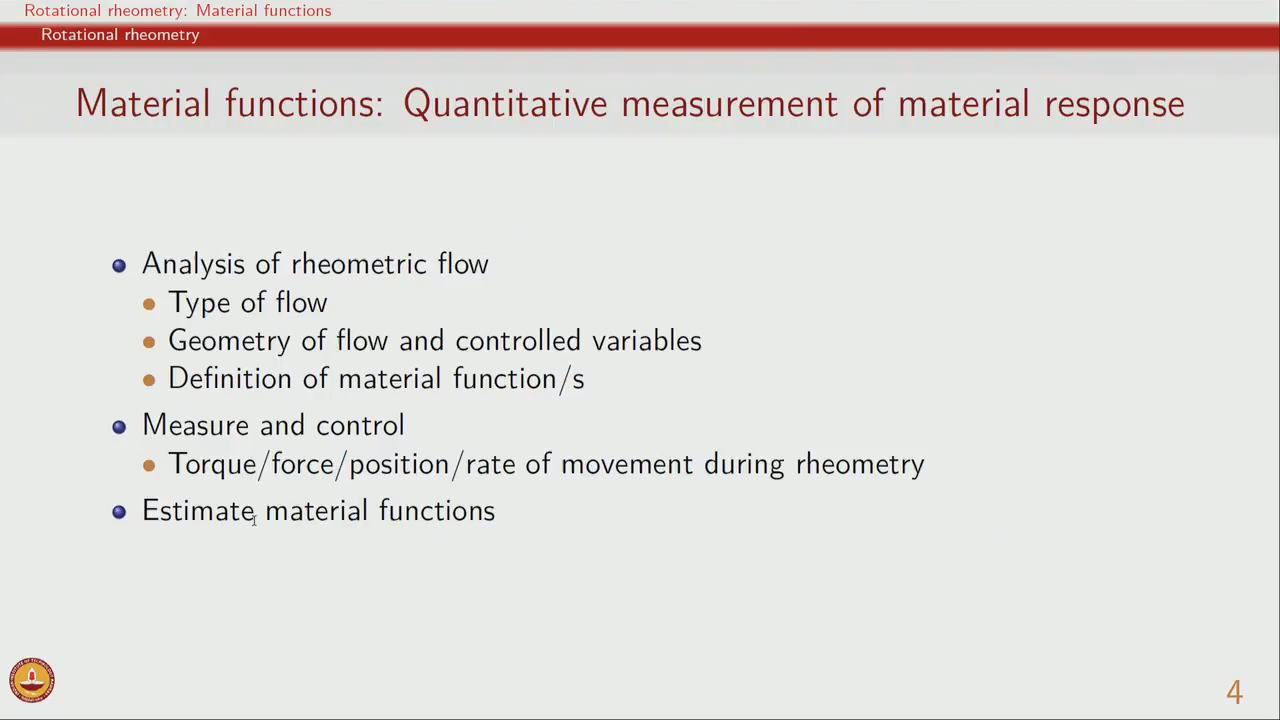 Rotational rheometry: Material functions
Rotational rheometry
Material functions: Quantitative measurement of material response
Analysis of rheometric flow
Type of flow
Geometry of flow and controlled variables
Definition of material function/s
Measure and control
Torque/force/position/rate of movement during rheometry
Estimate material functions
4